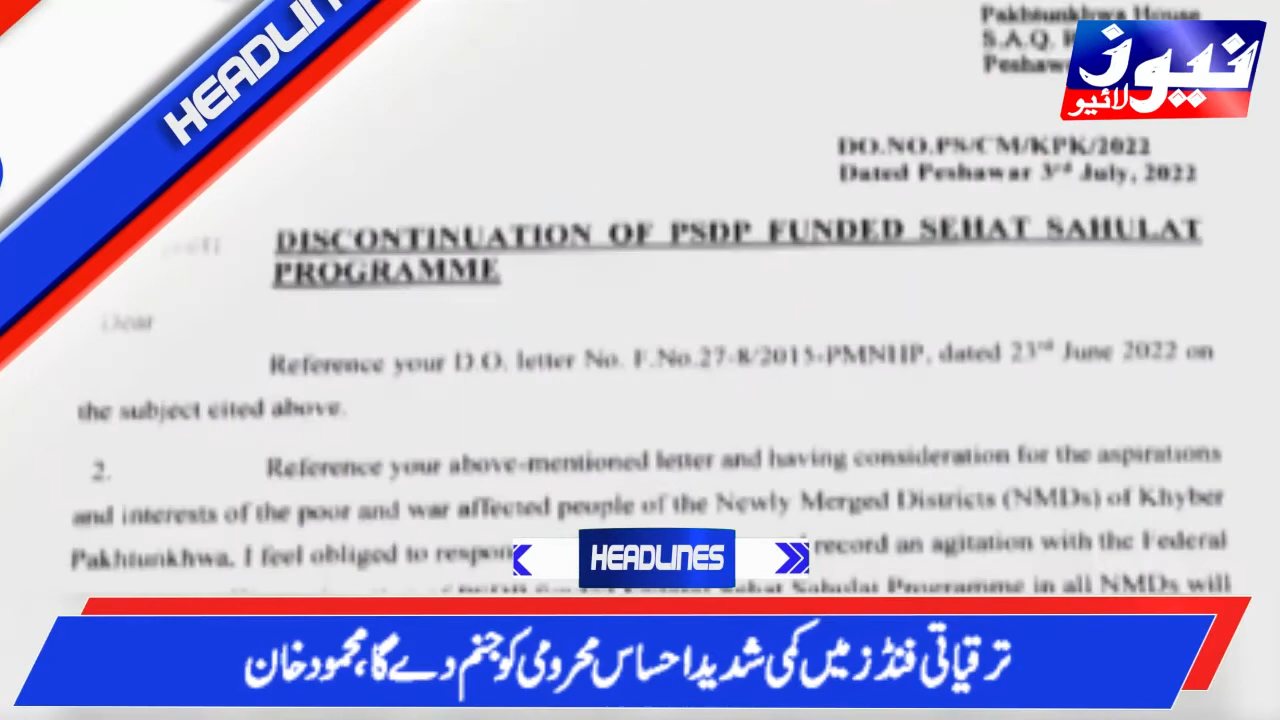 HEADLIN
Pakhtunkhwa House
S.A.Q.
Peshawar
نیوز
لائیو
DO.NO.PS/CM/KPK/2022
Dated Peshawar 3rd July, 2022
DISCONTINUATION OF PSDP FUNDED SEHAT SAHULAT
PROGRAMME
Dear
Reference your D.O. letter No. F.No.27-8/2015-PMNHP, dated 23rd June 2022 on
the subject cited above.
2. Reference your above-mentioned letter and having consideration for the aspirations
and interests of the poor and war affected people of the Newly Merged Districts (NMDs) of Khyber
Pakhtunkhwa, I feel obliged to respon record an agitation with the Federal
Sehat Sahulat Programme in all NMDs will
HEADLINES
ترقیاتی فنڈز میں کمی شدید احساس محرومی کو جنم دے گا، محمود خان